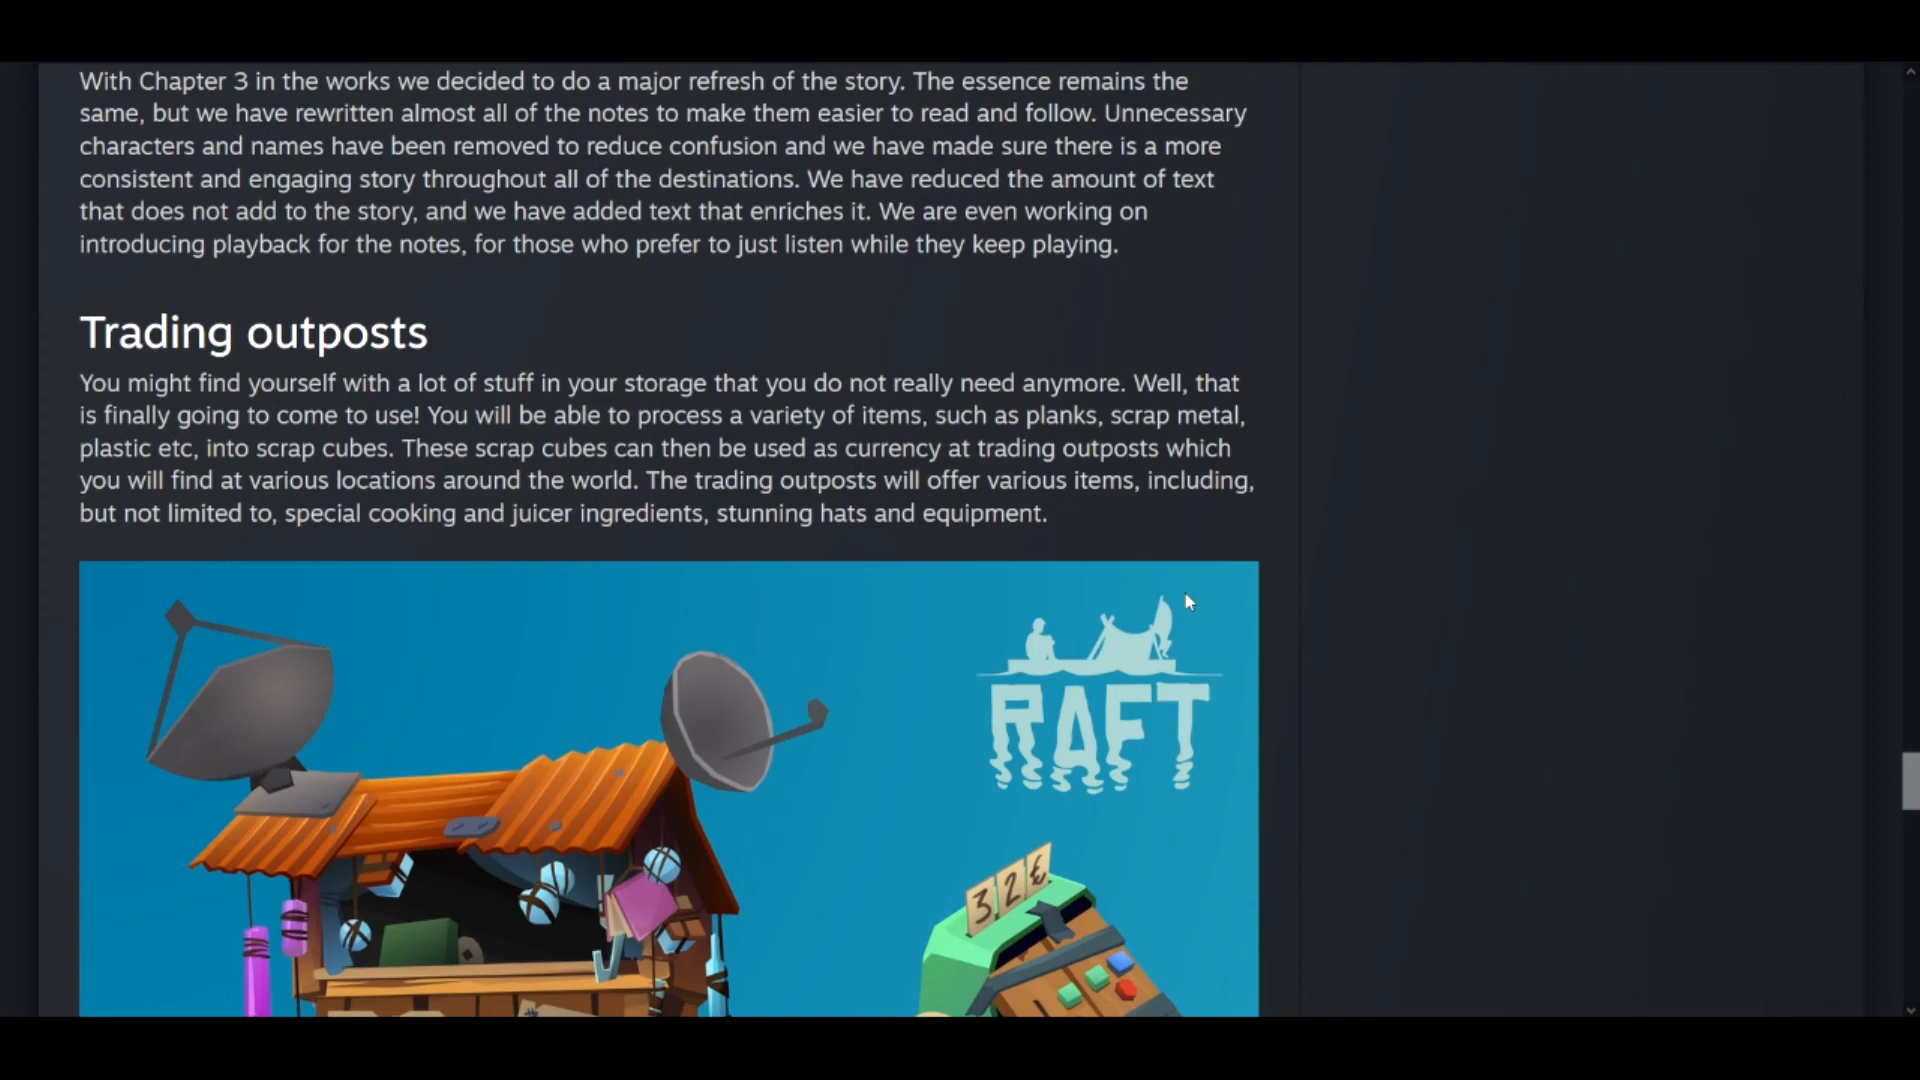 With Chapter 3 in the works we decided to do a major refresh of the story. The essence remains the
same, but we have rewritten almost all of the notes to make them easier to read and follow. Unnecessary
characters and names have been removed to reduce confusion and we have made sure there is a more
consistent and engaging story throughout all of the destinations. We have reduced the amount of text
that does not add to the story, and we have added text that enriches it. We are even working on
introducing playback for the notes, for those who prefer to just listen while they keep playing.
Trading outposts
You might find yourself with a lot of stuff in your storage that you do not really need anymore. Well, that
is finally going to come to use! You will be able to process a variety of items, such as planks, scrap metal,
plastic etc, into scrap cubes. These scrap cubes can then be used as currency at trading outposts which
you will find at various locations around the world. The trading outposts will offer various items, including,
but not limited to, special cooking and juicer ingredients, stunning hats and equipment.
RAFT
32€